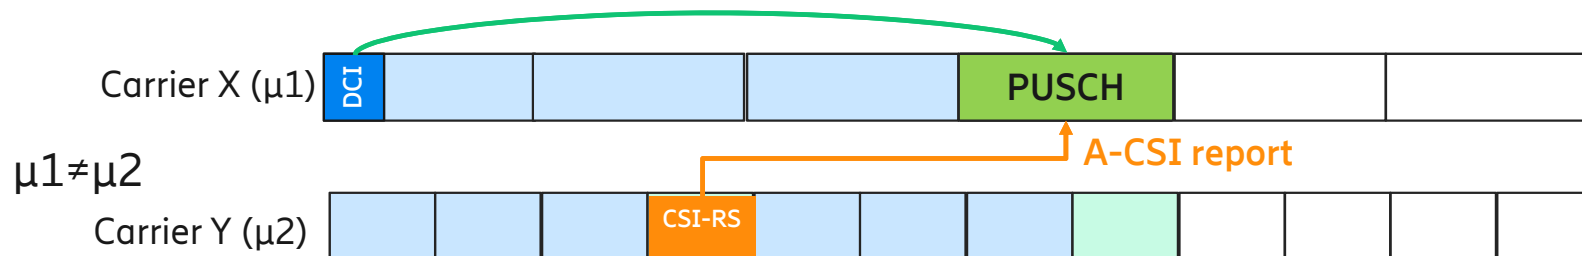 Carrier X (μ1)
DCI
PUSCH
A-CSI report
μ1≠μ2
CSI-RS
Carrier Y (μ2)